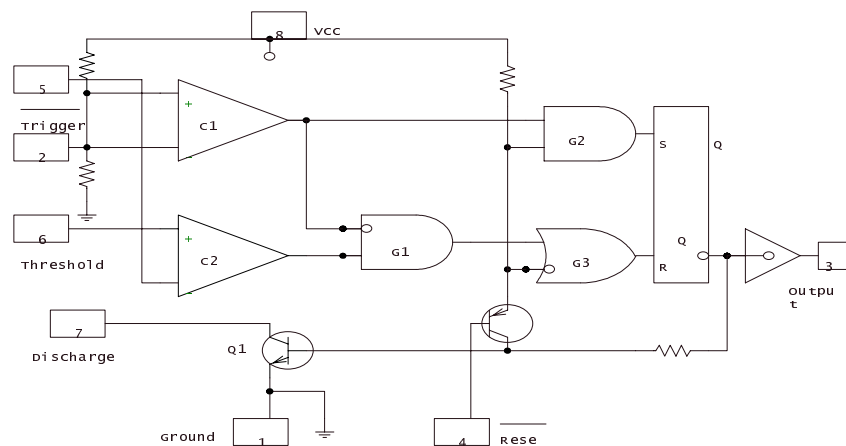 8 VCC
5
Trigger
+
C1
-
2
G2
S
Q
6
+
C2
-
Threshold
G1
G3
Q
R
3
Outpu
t
7
Discharge
Q1
Ground
1
4
Rese